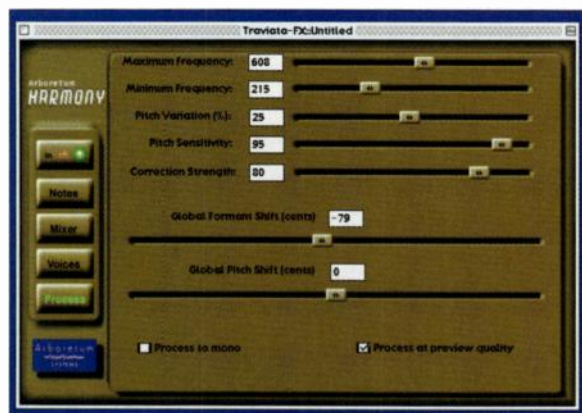 Traviata-FX::Untitled
Arboretum
HARMONY
Maximum Frequency: 608
Minimum Frequency: 215
Pitch Variation (%): 25
Pitch Sensitivity: 95
Correction Strength: 80
Global Formant Shift (cents) -79
Global Pitch Shift (cents) 0
Process to mono
Process at preview quality
In
Notes
Mixer
Voices
Process
Arboretum
SYSTEMS